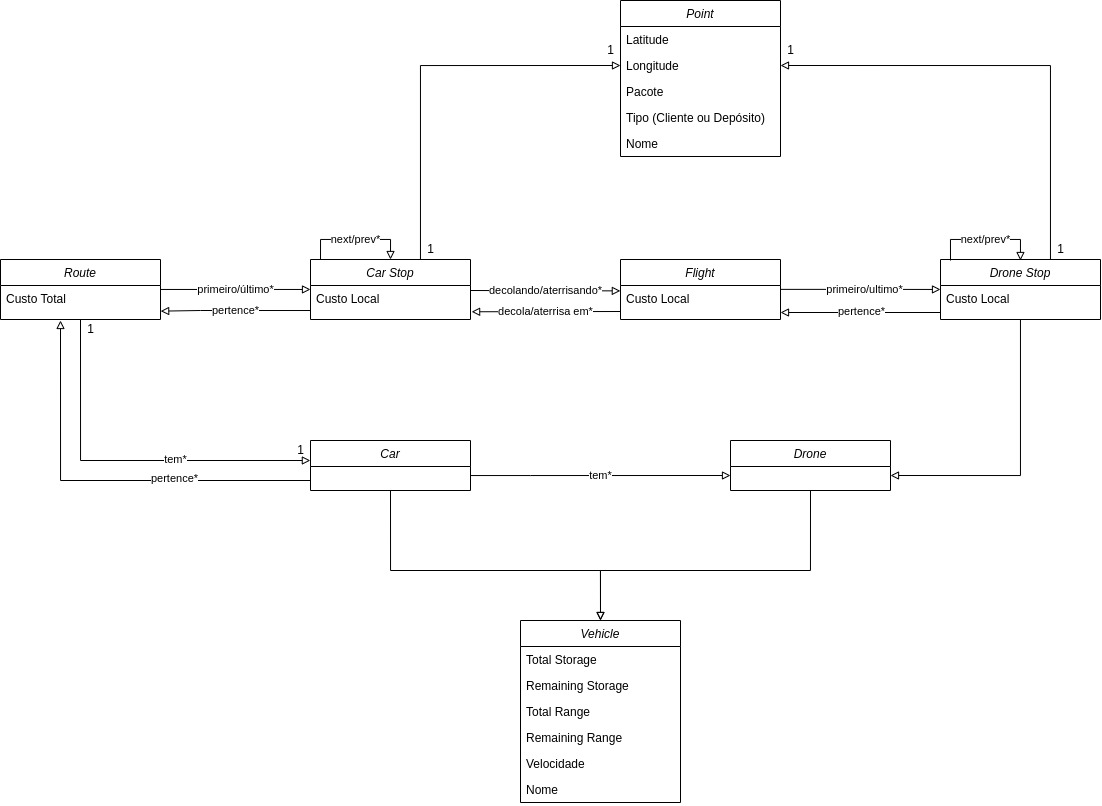 Point
Latitude
Longitude
Pacote
Tipo (Cliente ou Depósito)
Nome
1
1
next/prev*
next/prev*
1
1
Route
Custo Total
primeiro/último*
pertence*
Car Stop
Custo Local
decolando/aterrisando*
decola/aterrisa em*
Flight
Custo Local
primeiro/ultimo*
pertence*
Drone Stop
Custo Local
1
1
tem*
pertence*
Car
tem*
Drone
Vehicle
Total Storage
Remaining Storage
Total Range
Remaining Range
Velocidade
Nome